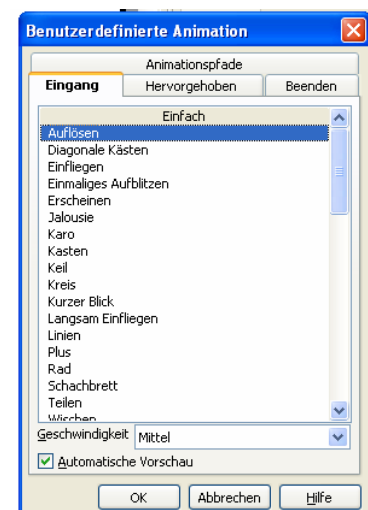 Benutzerdefinierte Animation
Animationspfade
Eingang Hervorgehoben Beenden
Einfach
Auflösen
Diagonale Kästen
Einfliegen
Einmaliges Aufblitzen
Erscheinen
Jalousie
Karo
Kasten
Keil
Kreis
Kurzer Blick
Langsam Einfliegen
Linien
Plus
Rad
Schachbrett
Teilen
Wischen
Geschwindigkeit Mittel
Automatische Vorschau
OK Abbrechen Hilfe